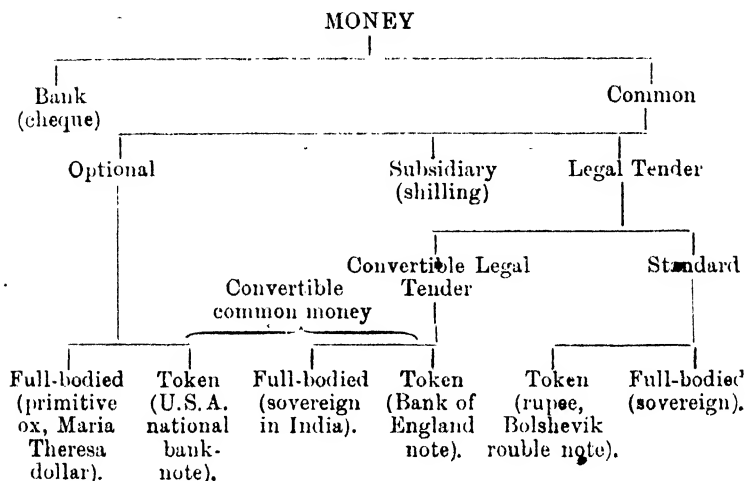 MONEY
Bank
(cheque)
Common
Optional
Subsidiary
(shilling)
Legal Tender
Convertible Legal
Tender
Standard
Convertible
common money
Full-bodied
(primitive
ox, Maria
Theresa
dollar).
Token
(U.S.A.
national
bank-
note).
Full-bodied
(sovereign
in India).
Token
(Bank of
England
note).
Token
(rupee,
Bolshevik
rouble note).
Full-bodied
(sovereign).